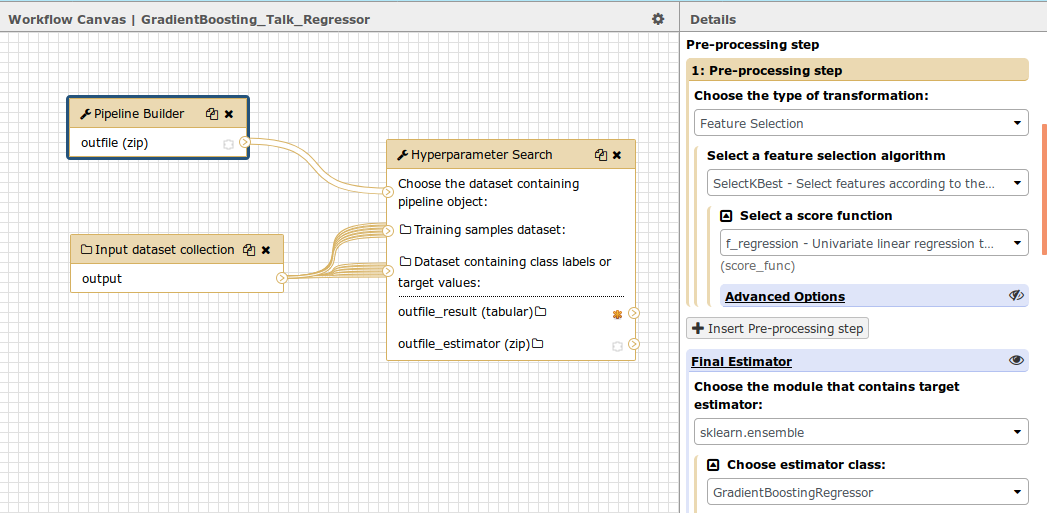 Workflow Canvas | GradientBoosting_Talk_Regressor
Pipeline Builder
outfile (zip)
Input dataset collection
output
Hyperparameter Search
Choose the dataset containing
pipeline object:
Training samples dataset:
Dataset containing class labels or
target values:
outfile_result (tabular)
outfile_estimator (zip)
Details
Pre-processing step
1: Pre-processing step
Choose the type of transformation:
Feature Selection
Select a feature selection algorithm
SelectKBest - Select features according to the...
Select a score function
f_regression - Univariate linear regression t...
(score_func)
Advanced Options
Insert Pre-processing step
Final Estimator
Choose the module that contains target
estimator:
sklearn.ensemble
Choose estimator class:
GradientBoostingRegressor